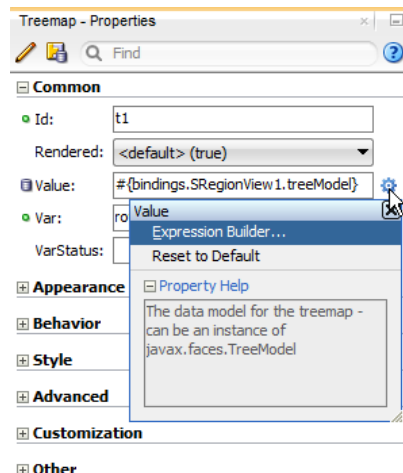 Treemap - Properties
Find
Common
Id: t1
Rendered: <default> (true)
Value: #{bindings.SRegionView1.treeModel}
Var: ro
Value
Expression Builder...
VarStatus:
Reset to Default
Appearance
Property Help
The data model for the treemap -
can be an instance of
javax.faces.TreeModel
Behavior
Style
Advanced
Customization
Other